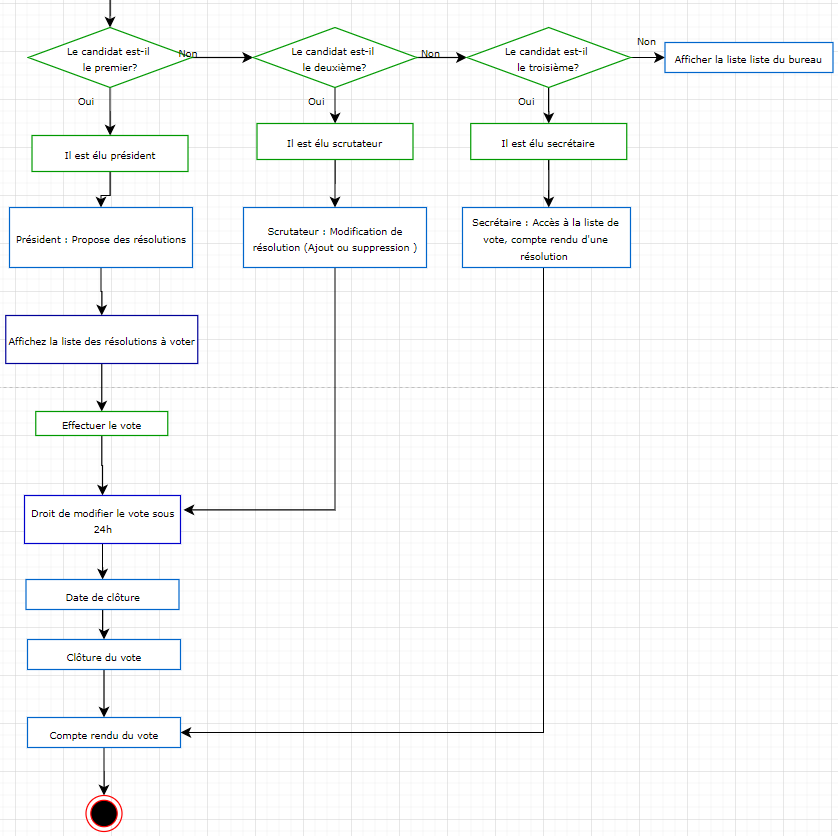 Le candidat est-il
le premier?
Non
Le candidat est-il
le deuxième?
Non
Le candidat est-il
le troisième?
Non
Afficher la liste liste du bureau
Oui
Oui
Oui
Il est élu président
Il est élu scrutateur
Il est élu secrétaire
Président : Propose des résolutions
Scrutateur : Modification de
résolution (Ajout ou suppression )
Secrétaire : Accès à la liste de
vote, compte rendu d'une
résolution
Affichez la liste des résolutions à voter
Effectuer le vote
Droit de modifier le vote sous
24h
Date de clôture
Clôture du vote
Compte rendu du vote